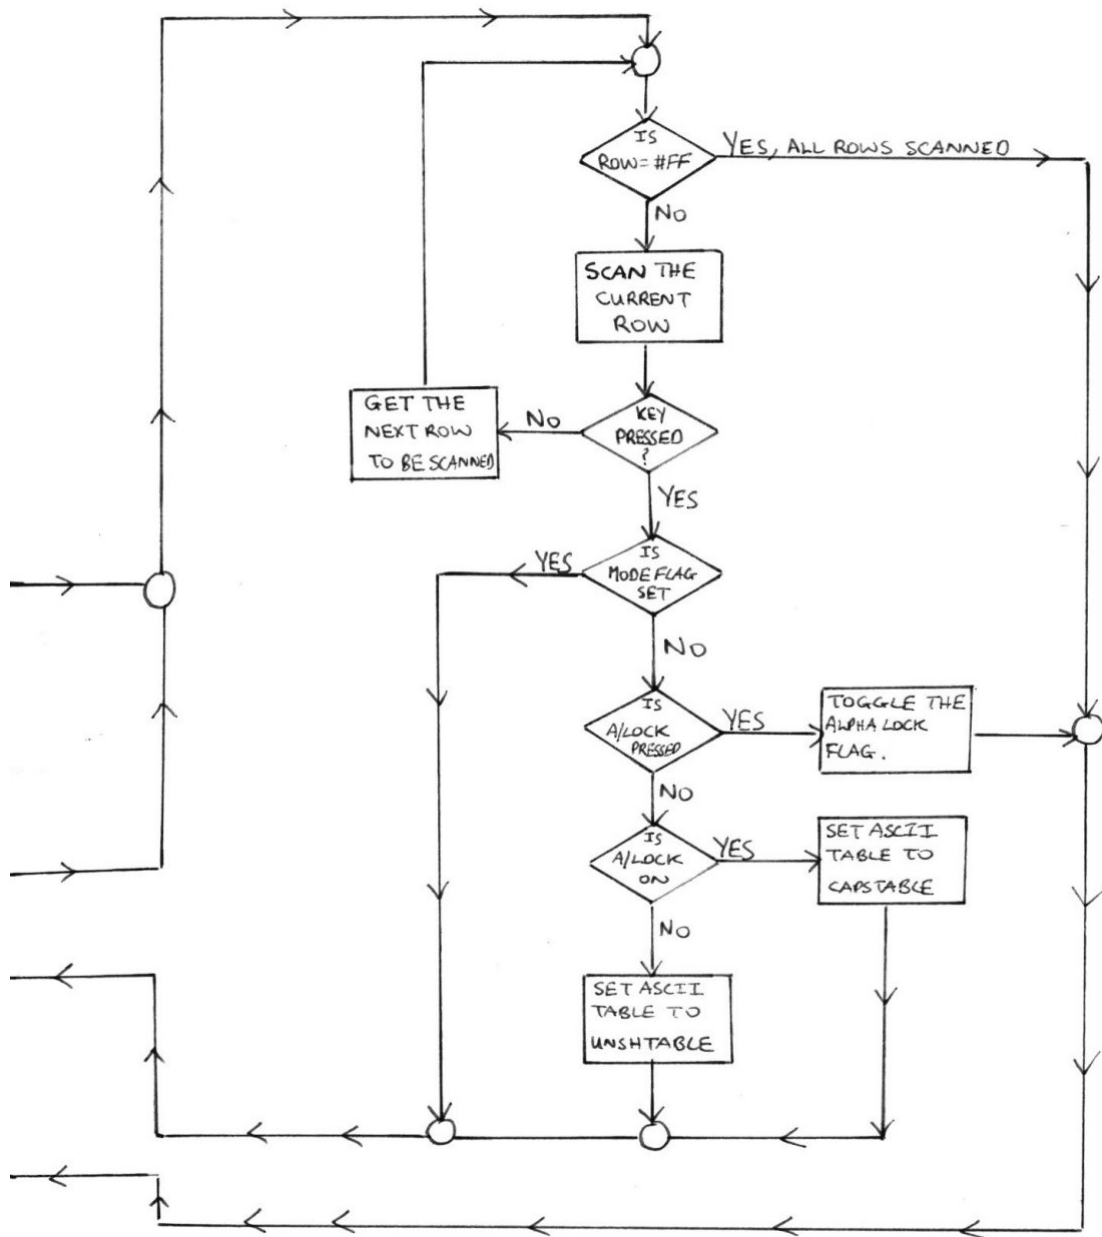 IS
ROW=#FF
YES, ALL ROWS SCANNED
NO
SCAN THE
CURRENT
ROW
KEY
PRESSED
?
NO
GET THE
NEXT ROW
TO BE SCANNED
YES
IS
MODE FLAG
SET
YES
NO
IS
A/LOCK
PRESSED
YES
TOGGLE THE
ALPHA LOCK
FLAG.
NO
IS
A/LOCK
ON
YES
SET ASCII
TABLE TO
CAPSTABLE
NO
SET ASCII
TABLE TO
UNSHTABLE